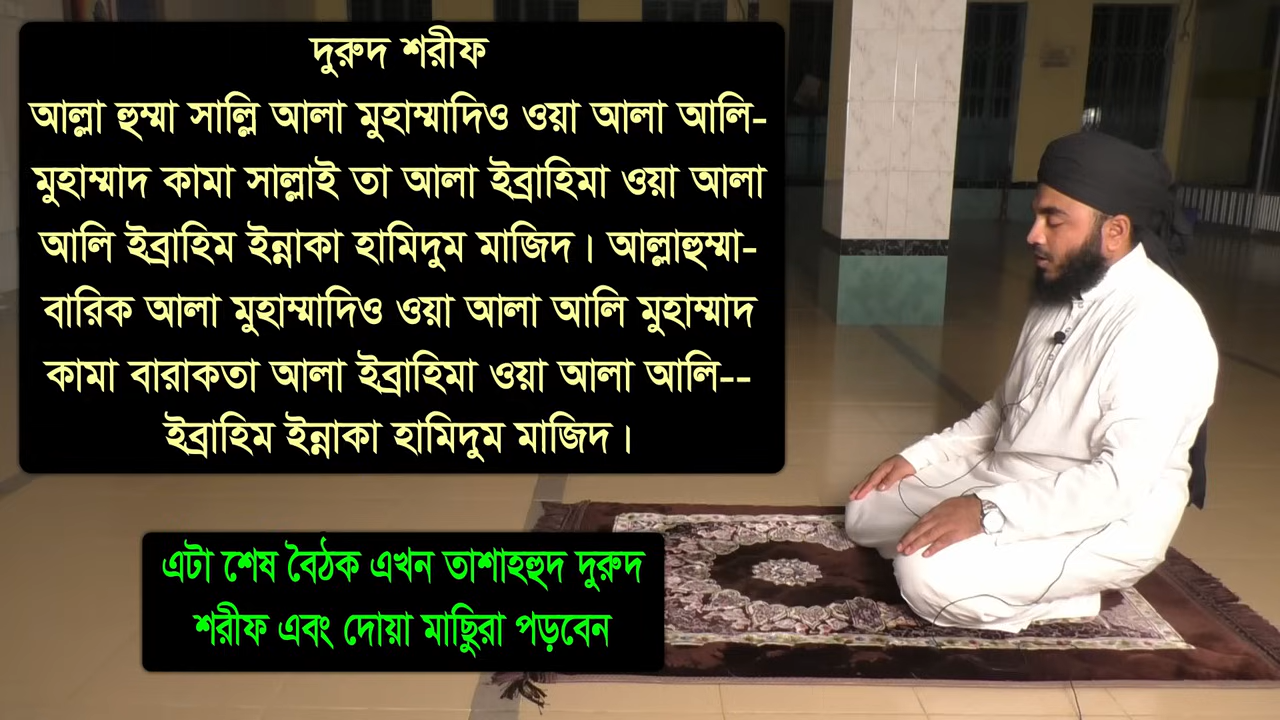 দুরুদ শরীফ
আল্লা হুম্মা সাল্লি আলা মুহাম্মাদিও ওয়া আলা আলি-
মুহাম্মাদ কামা সাল্লাই তা আলা ইব্রাহিমা ওয়া আলা
আলি ইব্রাহিম ইন্নাকা হামিদুম মাজিদ। আল্লাহুম্মা-
বারিক আলা মুহাম্মাদিও ওয়া আলা আলি মুহাম্মাদ
কামা বারাকতা আলা ইব্রাহিমা ওয়া আলা আলি--
ইব্রাহিম ইন্নাকা হামিদুম মাজিদ।
এটা শেষ বৈঠক এখন তাশাহহুদ দুরুদ
শরীফ এবং দোয়া মাছুিরা পড়বেন